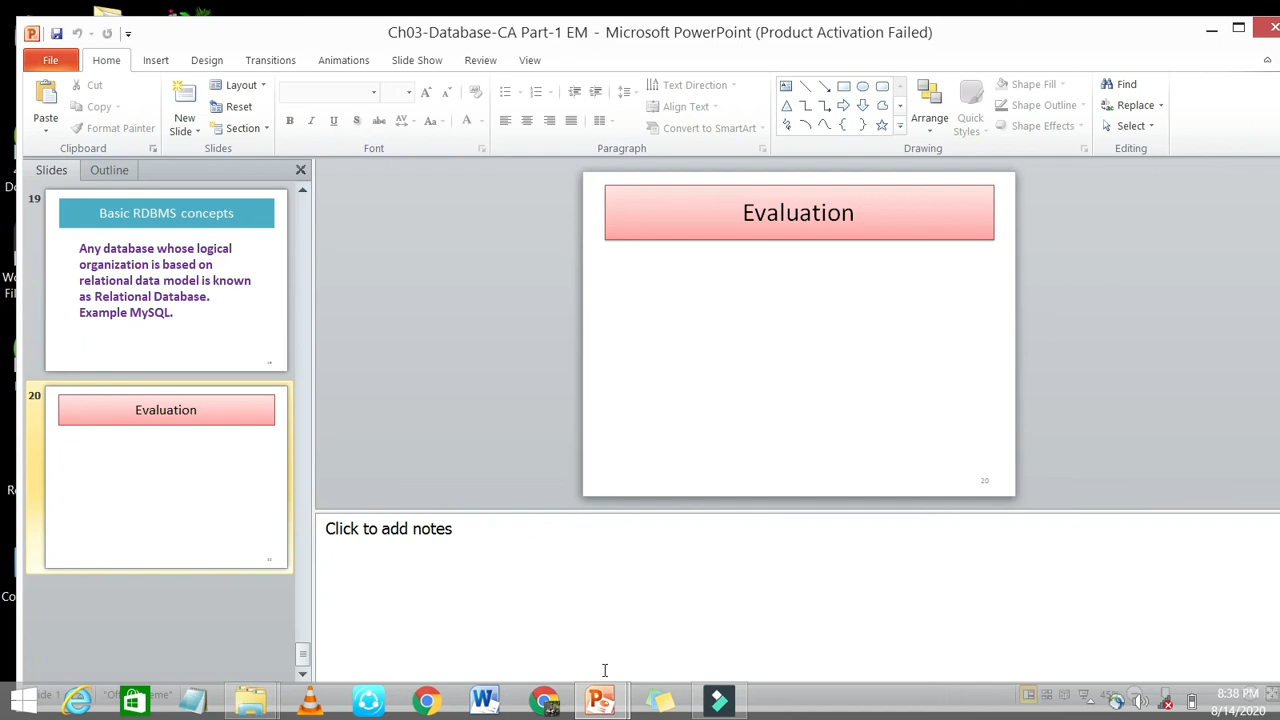 Ch03-Database-CA Part-1 EM - Microsoft PowerPoint (Product Activation Failed)
File Home Insert Design Transitions Animations Slide Show Review View
Paste
Cut
Copy
Format Painter
Clipboard
New Slide
Layout
Reset
Section
Slides
Font
Text Direction
Align Text
Convert to SmartArt
Paragraph
Arrange
Quick Styles
Shape Fill
Shape Outline
Shape Effects
Drawing
Find
Replace
Select
Editing
Slides Outline
19
Basic RDBMS concepts
Any database whose logical
organization is based on
relational data model is known
as Relational Database.
Example MySQL.
20
Evaluation
Evaluation
20
Click to add notes
8:38 PM
8/14/2020